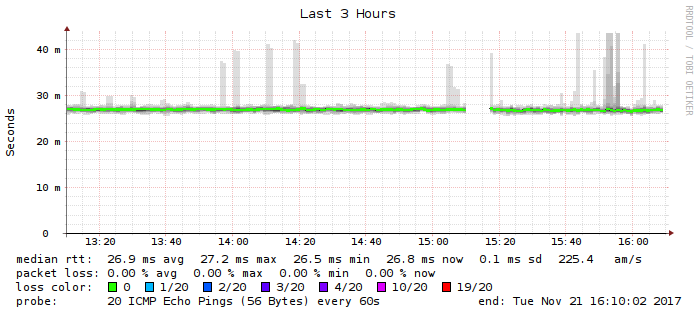 Last 3 Hours
RRDTOOL / TOBI OETIKER
Seconds
40 m
30 m
20 m
10 m
0
13:20 13:40 14:00 14:20 14:40 15:00 15:20 15:40 16:00
median rtt: 26.9 ms avg 27.2 ms max 26.5 ms min 26.8 ms now 0.1 ms sd 225.4 am/s
packet loss: 0.00 % avg 0.00 % max 0.00 % min 0.00 % now
loss color: 0 1/20 2/20 3/20 4/20 10/20 19/20
probe: 20 ICMP Echo Pings (56 Bytes) every 60s end: Tue Nov 21 16:10:02 2017